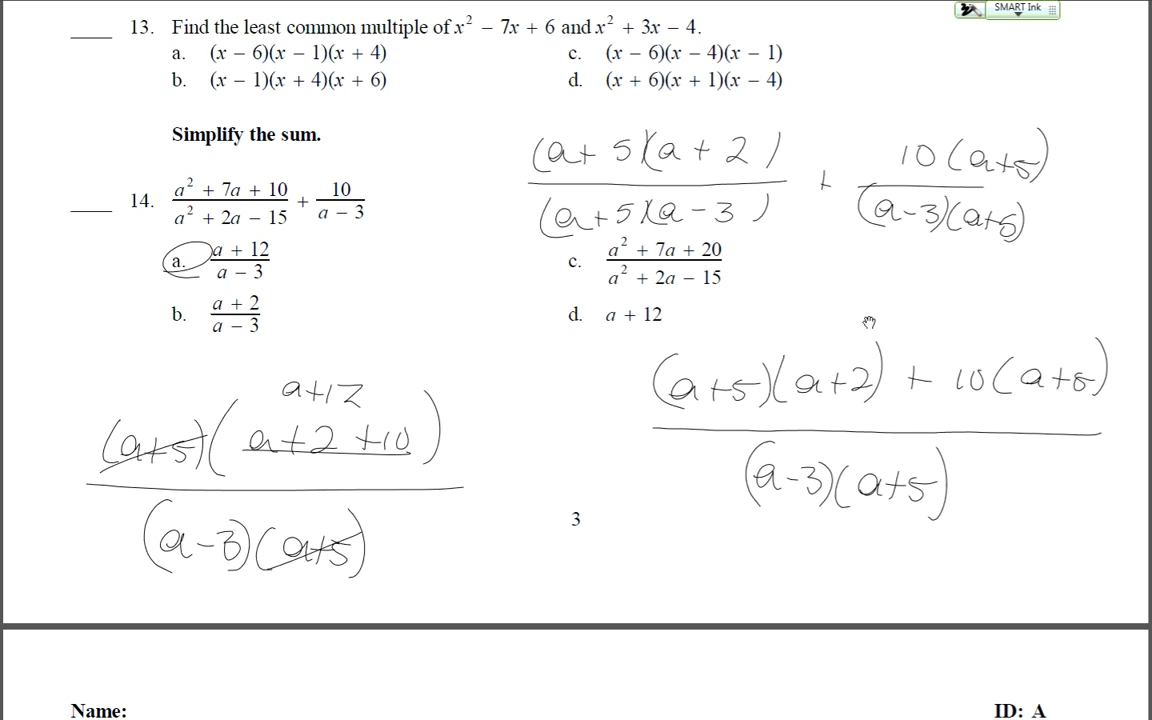 SMART Ink
____ 13. Find the least common multiple of x² − 7x + 6 and x² + 3x − 4.
a. (x − 6)(x − 1)(x + 4) c. (x − 6)(x − 4)(x − 1)
b. (x − 1)(x + 4)(x + 6) d. (x + 6)(x + 1)(x − 4)
Simplify the sum.
(a+5)(a+2) 10(a+5)
+
(a+5)(a−3) (a−3)(a+5)
a² + 7a + 10 10
____ 14. +
a² + 2a − 15 a − 3
a + 12 a² + 7a + 20
a. c.
a − 3 a² + 2a − 15
a + 2
b. d. a + 12
a − 3
(a+5)(a+2) + 10(a+5)
(a−3)(a+5)
a+12
(a+5)(a+2+10)
(a−3)(a+5)
3
Name: ID: A